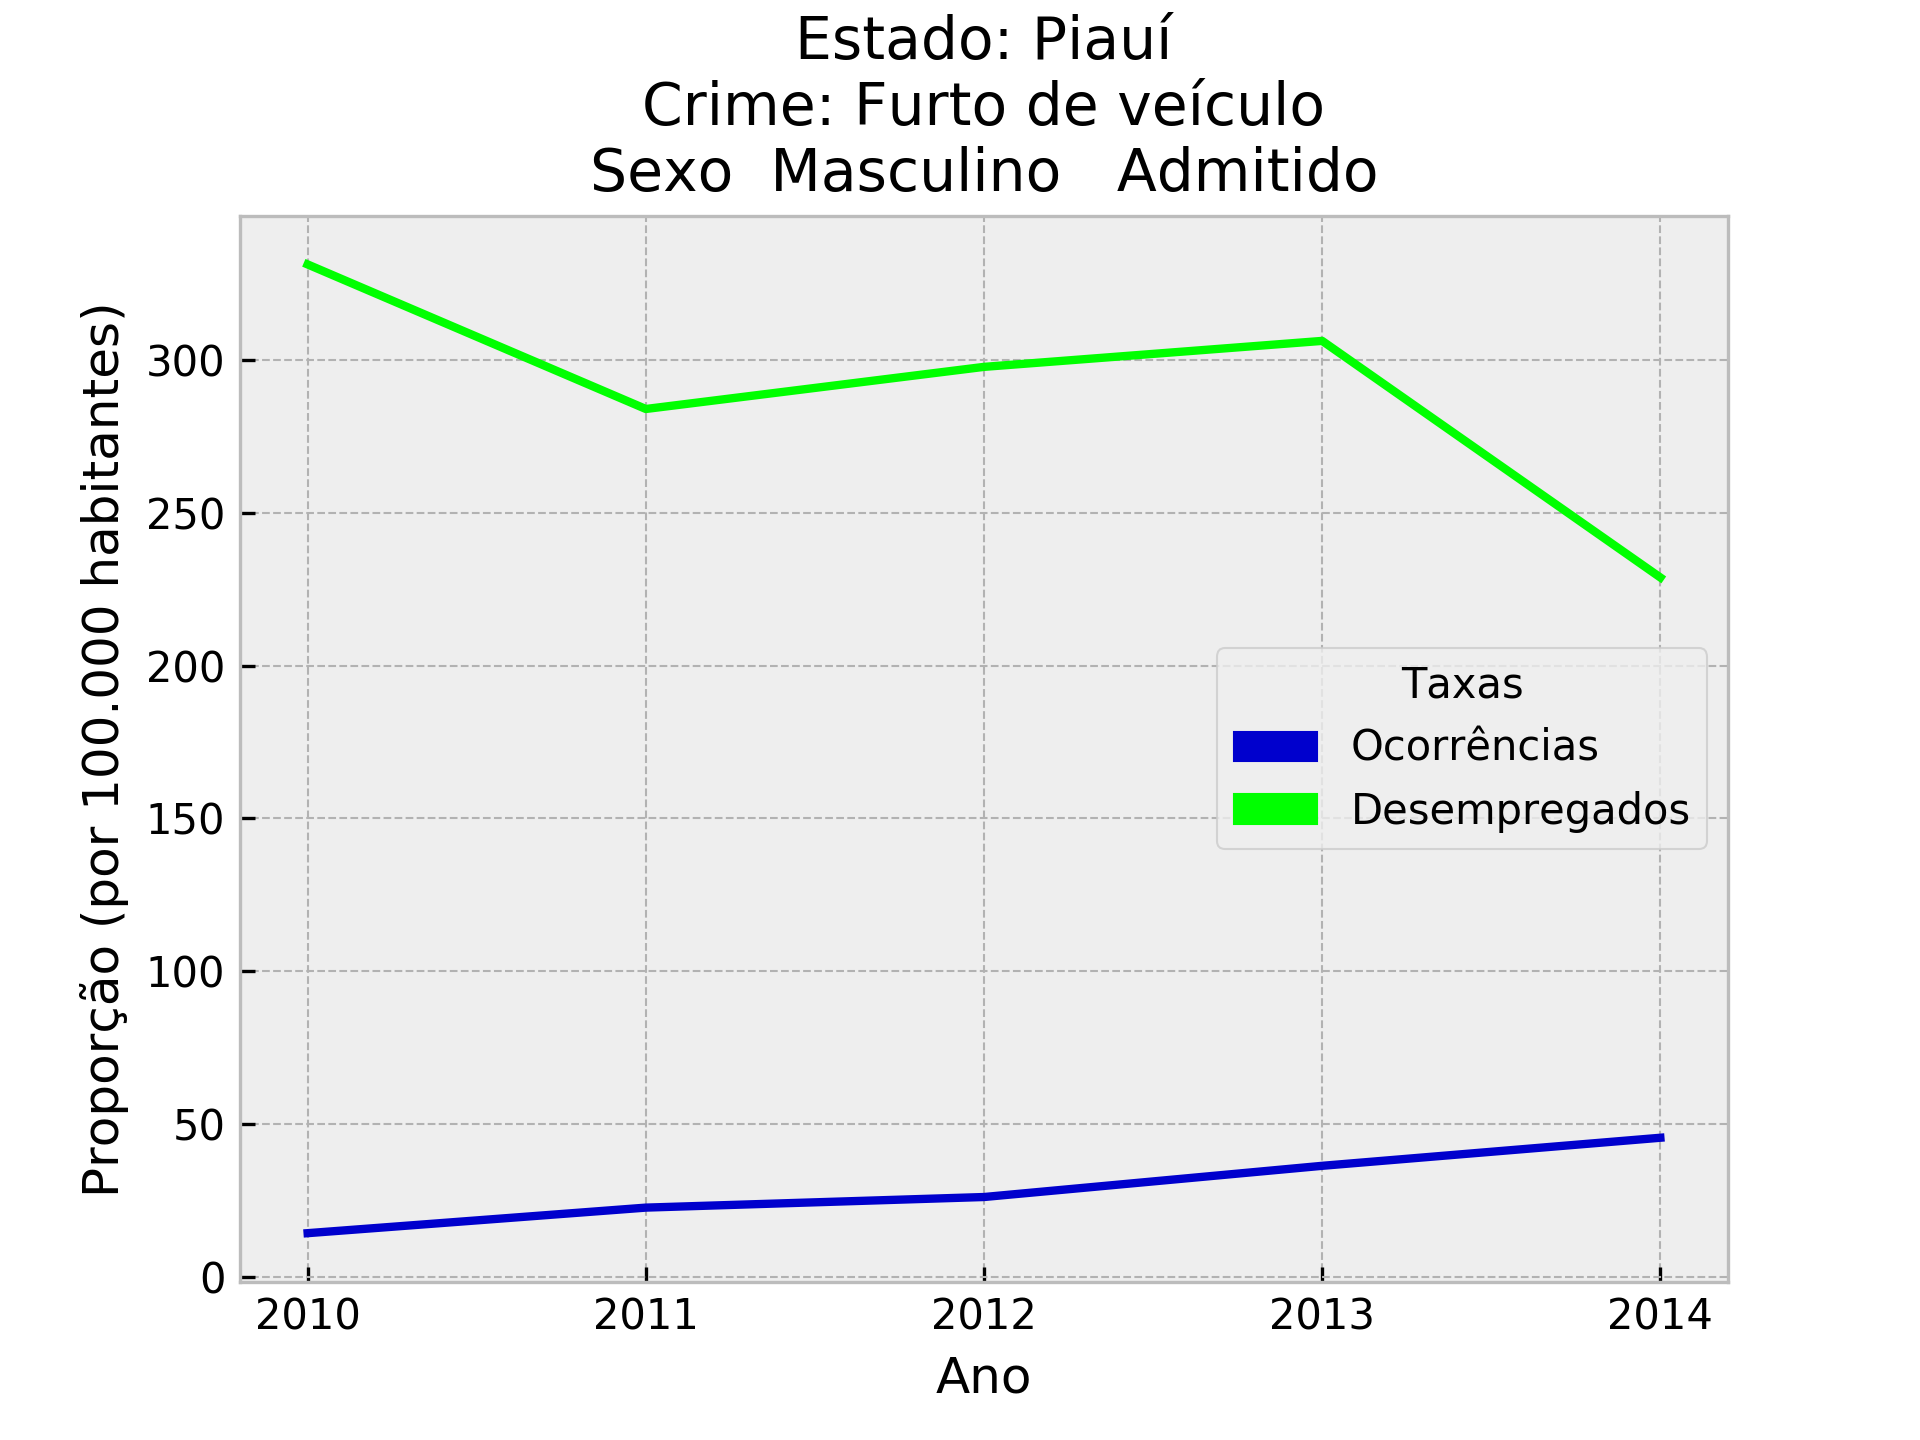 Estado: Piauí
Crime: Furto de veículo
Sexo  Masculino   Admitido
Proporção (por 100.000 habitantes)
300
250
200
150
100
50
0
Taxas
Ocorrências
Desempregados
2010 2011 2012 2013 2014
Ano